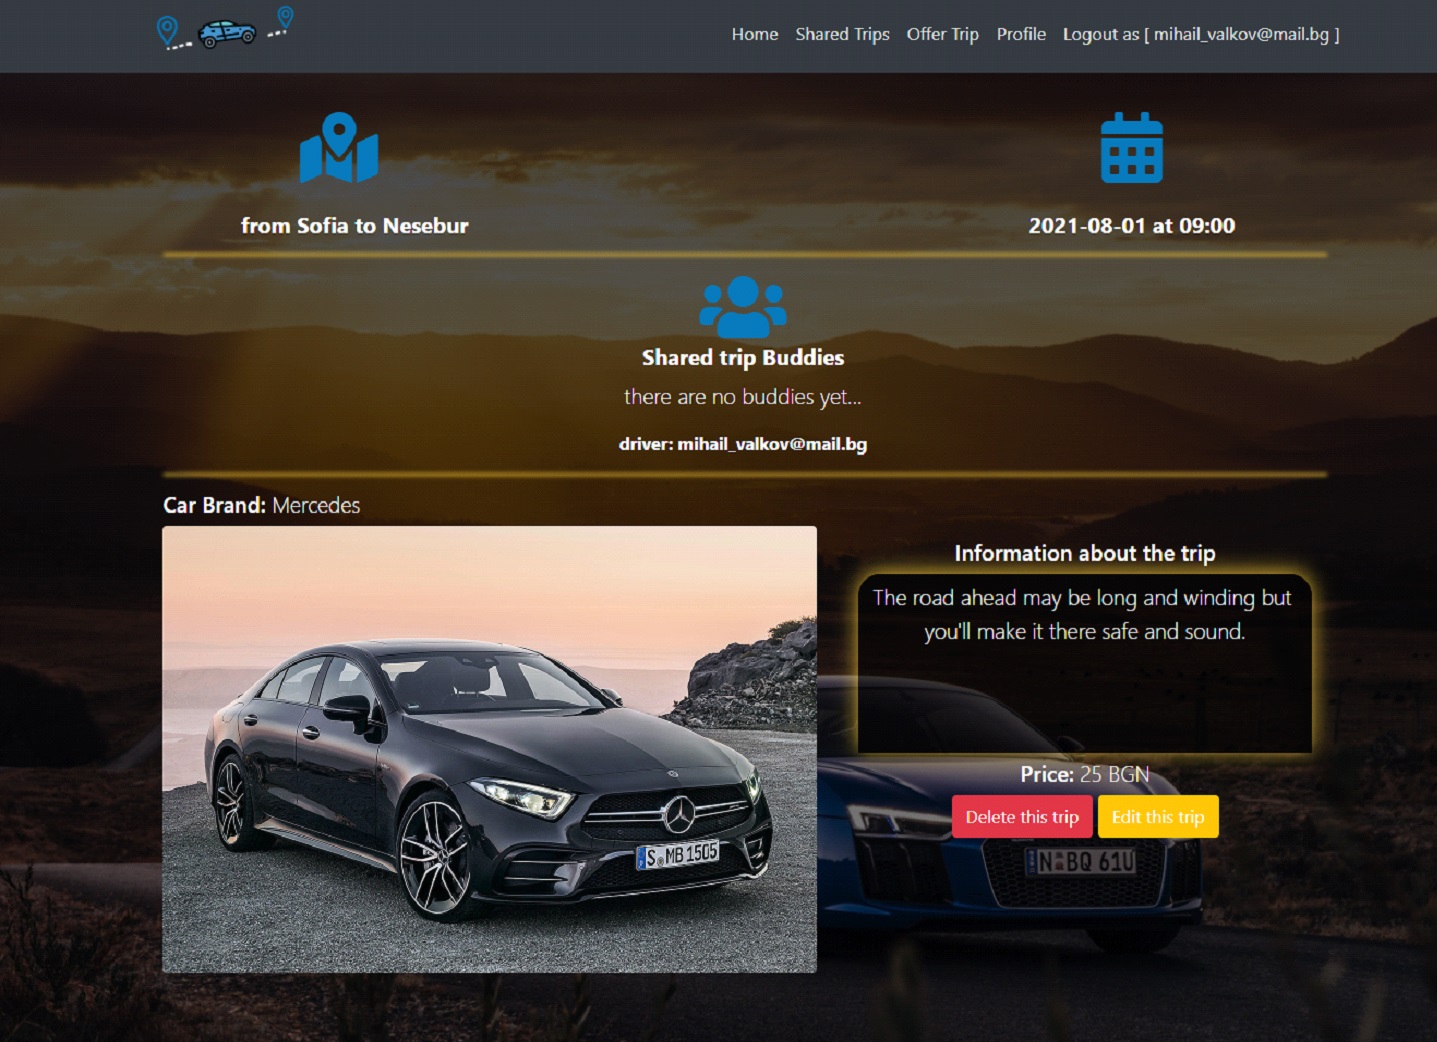 Home Shared Trips Offer Trip Profile Logout as [ mihail_valkov@mail.bg ]
from Sofia to Nesebur
2021-08-01 at 09:00
Shared trip Buddies
there are no buddies yet...
driver: mihail_valkov@mail.bg
Car Brand: Mercedes
Information about the trip
The road ahead may be long and winding but
you'll make it there safe and sound.
Price: 25 BGN
Delete this trip Edit this trip
S MB 1505
N BQ 61U